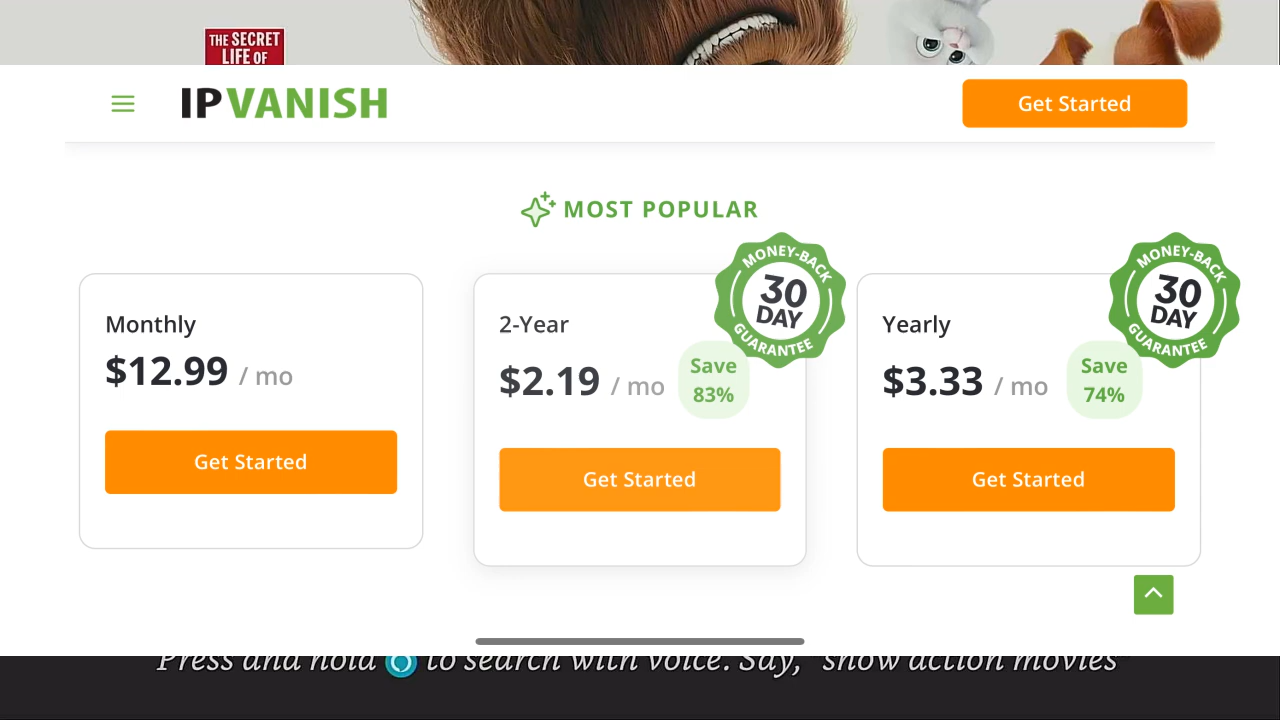 THE SECRET
LIFE OF
IPVANISH
Get Started
MOST POPULAR
Monthly
$12.99 / mo
Get Started
MONEY-BACK
30
DAY
GUARANTEE
2-Year
$2.19 / mo
Save
83%
Get Started
MONEY-BACK
30
DAY
GUARANTEE
Yearly
$3.33 / mo
Save
74%
Get Started
Press and hold to search with voice. Say, "show action movies"